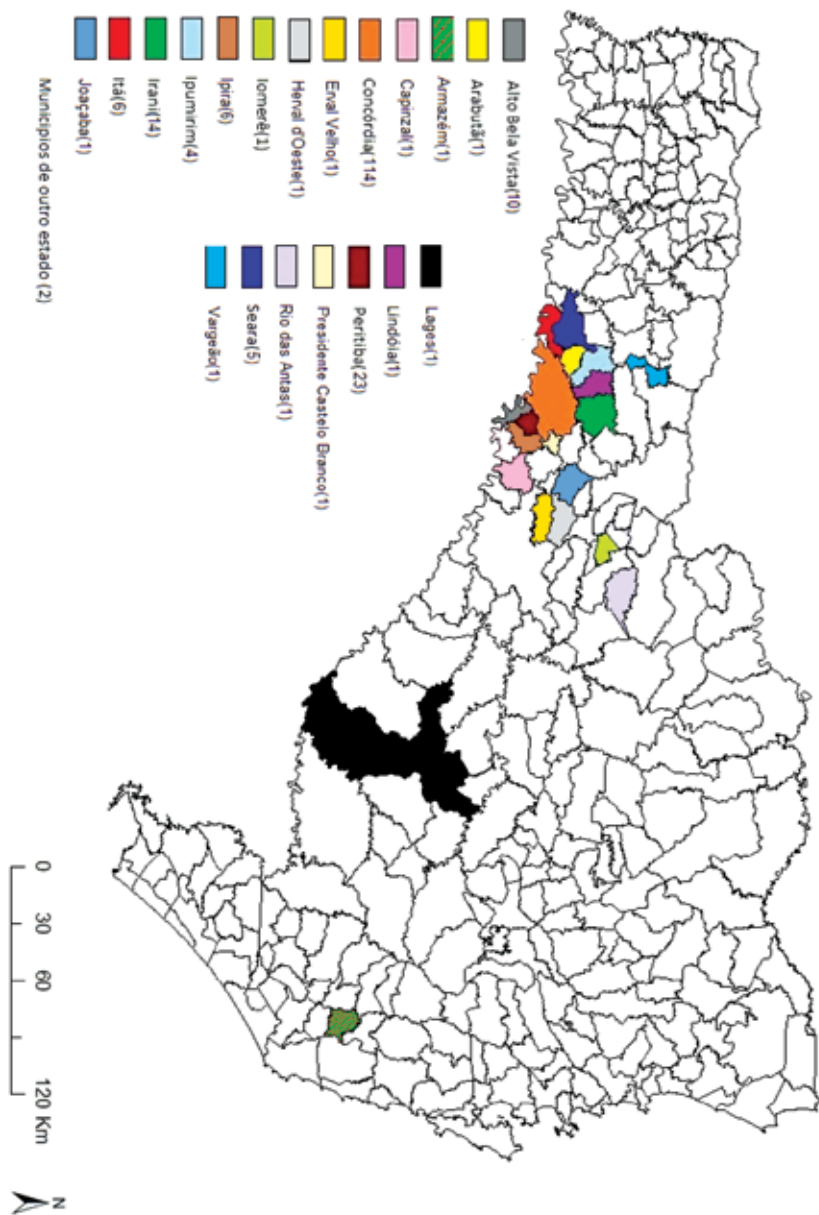 Alto Bela Vista(10)
Arabutã(1)
Armazém(1)
Capinzal(1)
Concórdia(114)
Erval Velho(1)
Herval d'Oeste(1)
Iomerê(1)
Ipira(6)
Ipumirim(4)
Irani(14)
Itá(6)
Joaçaba(1)
Municípios de outro estado (2)
Lages(1)
Lindóia(1)
Peritiba(23)
Presidente Castelo Branco(1)
Rio das Antas(1)
Seara(5)
Vargeão(1)
0 30 60 120 Km
N